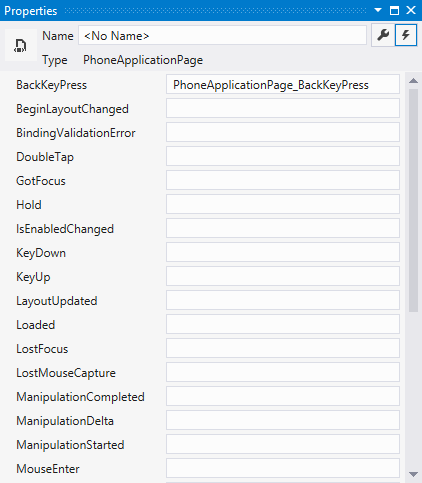 Properties
Name <No Name>
Type PhoneApplicationPage
BackKeyPress PhoneApplicationPage_BackKeyPress
BeginLayoutChanged
BindingValidationError
DoubleTap
GotFocus
Hold
IsEnabledChanged
KeyDown
KeyUp
LayoutUpdated
Loaded
LostFocus
LostMouseCapture
ManipulationCompleted
ManipulationDelta
ManipulationStarted
MouseEnter